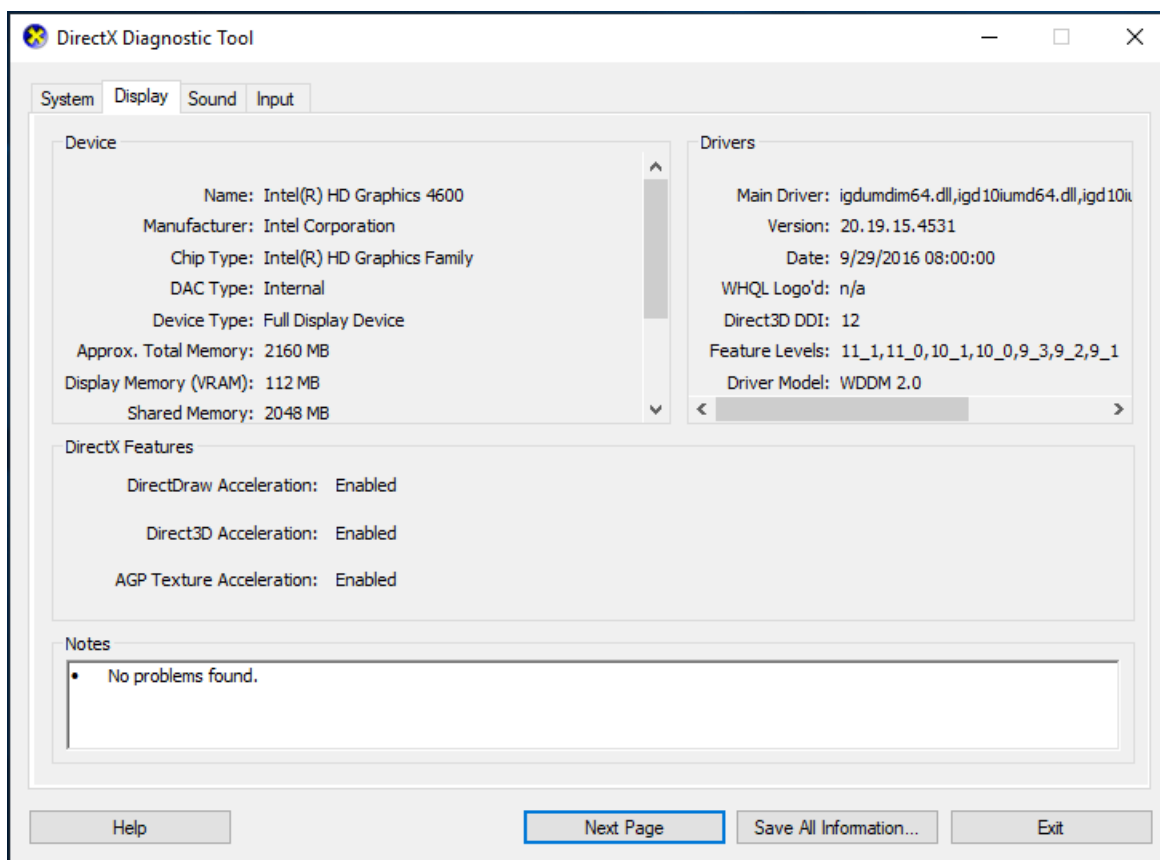 DirectX Diagnostic Tool
System Display Sound Input
Device
Name: Intel(R) HD Graphics 4600
Manufacturer: Intel Corporation
Chip Type: Intel(R) HD Graphics Family
DAC Type: Internal
Device Type: Full Display Device
Approx. Total Memory: 2160 MB
Display Memory (VRAM): 112 MB
Shared Memory: 2048 MB
Drivers
Main Driver: igdumdim64.dll,igd10iumd64.dll,igd10iu
Version: 20.19.15.4531
Date: 9/29/2016 08:00:00
WHQL Logo'd: n/a
Direct3D DDI: 12
Feature Levels: 11_1,11_0,10_1,10_0,9_3,9_2,9_1
Driver Model: WDDM 2.0
DirectX Features
DirectDraw Acceleration: Enabled
Direct3D Acceleration: Enabled
AGP Texture Acceleration: Enabled
Notes
• No problems found.
Help Next Page Save All Information... Exit